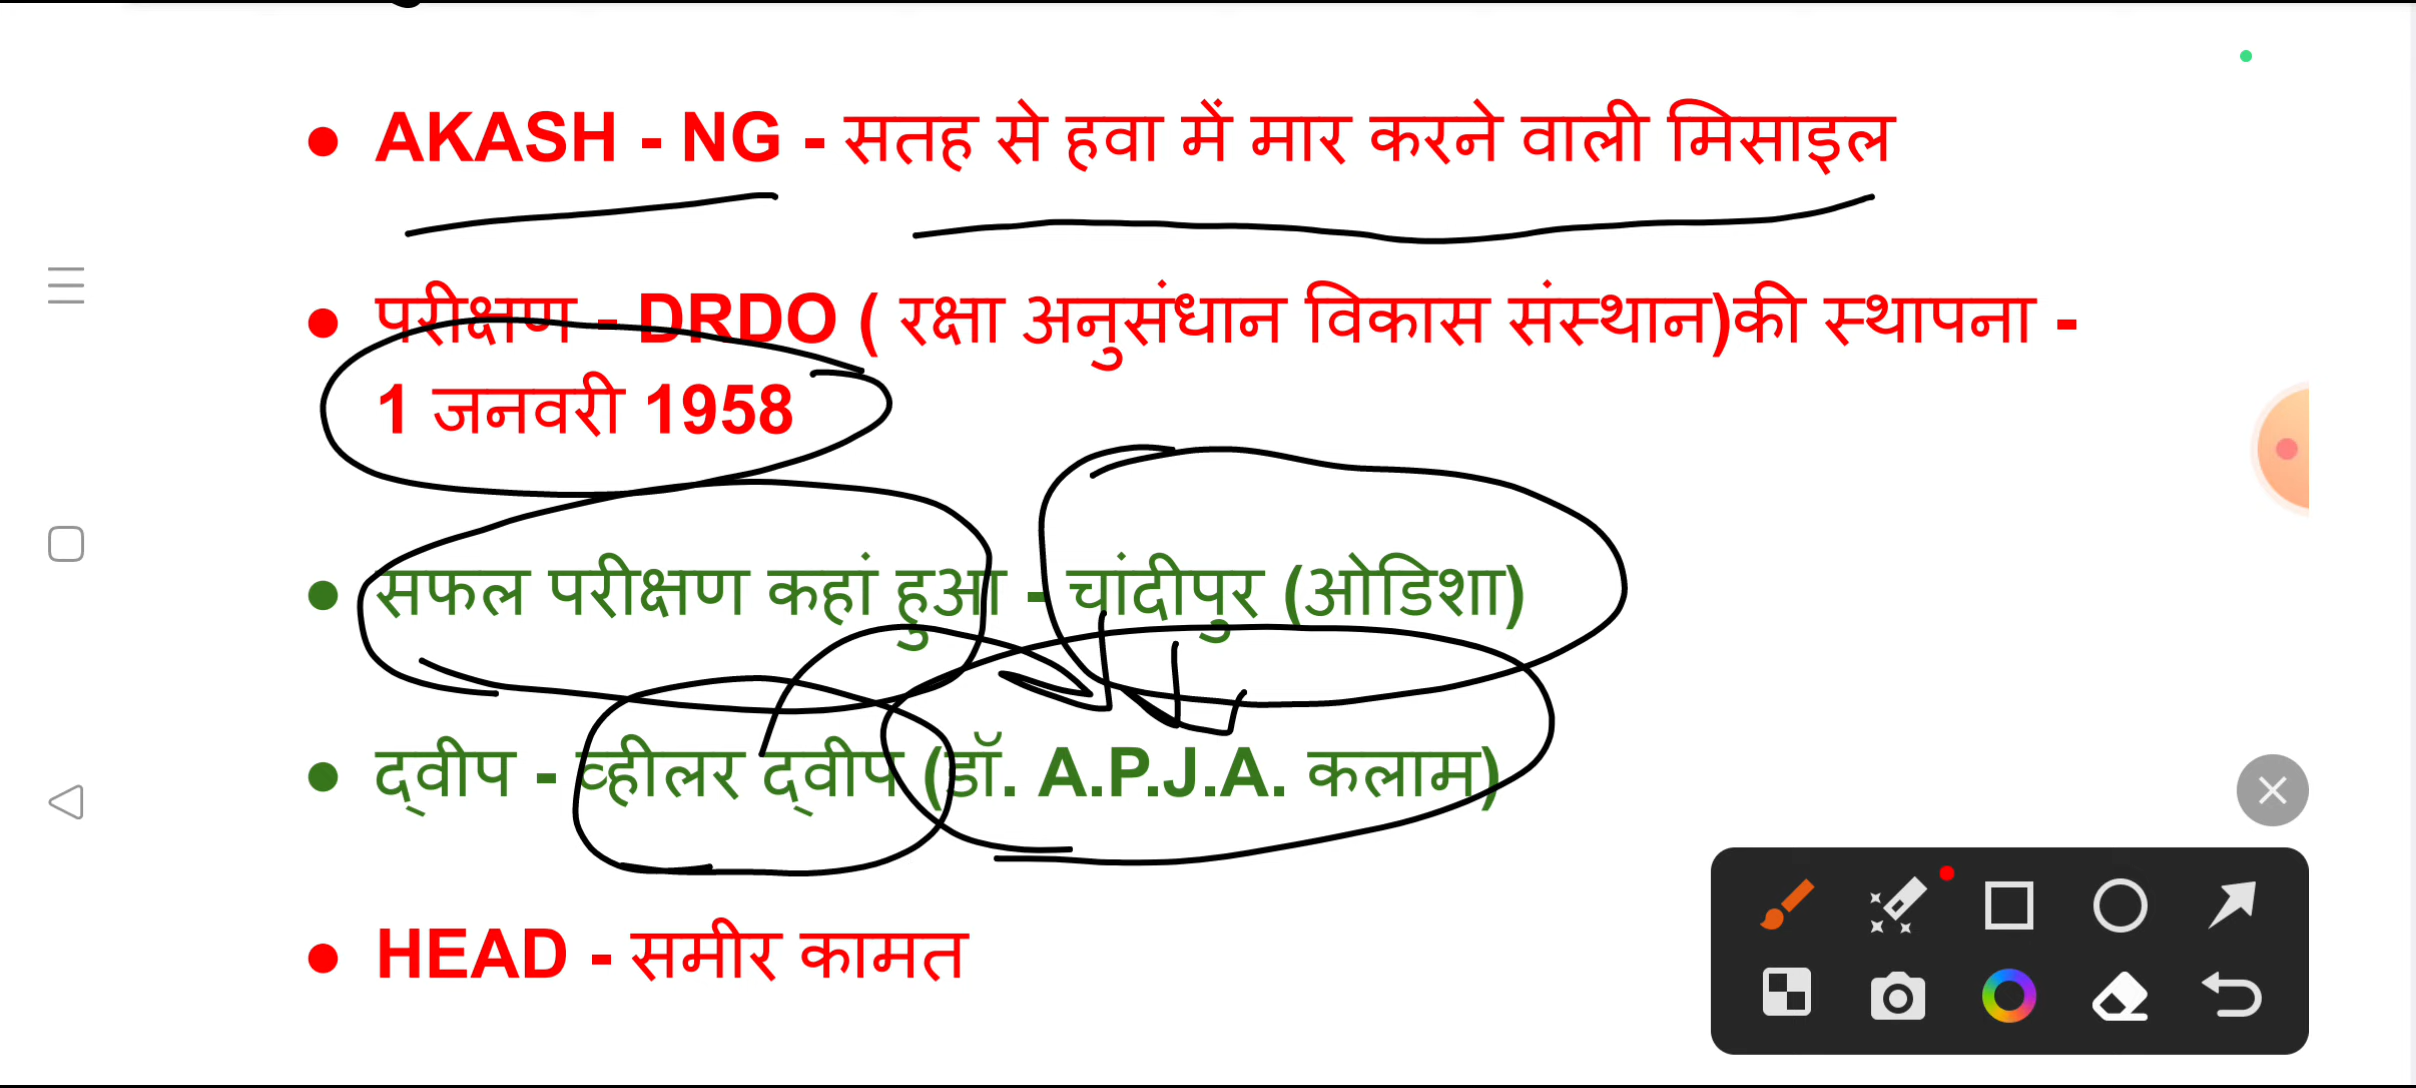 AKASH - NG - सतह से हवा में मार करने वाली मिसाइल
परीक्षण - DRDO ( रक्षा अनुसंधान विकास संस्थान)की स्थापना -
1 जनवरी 1958
सफल परीक्षण कहां हुआ - चांदीपुर (ओडिशा)
द्वीप - व्हीलर द्वीप (डॉ. A.P.J.A. कलाम)
HEAD - समीर कामत